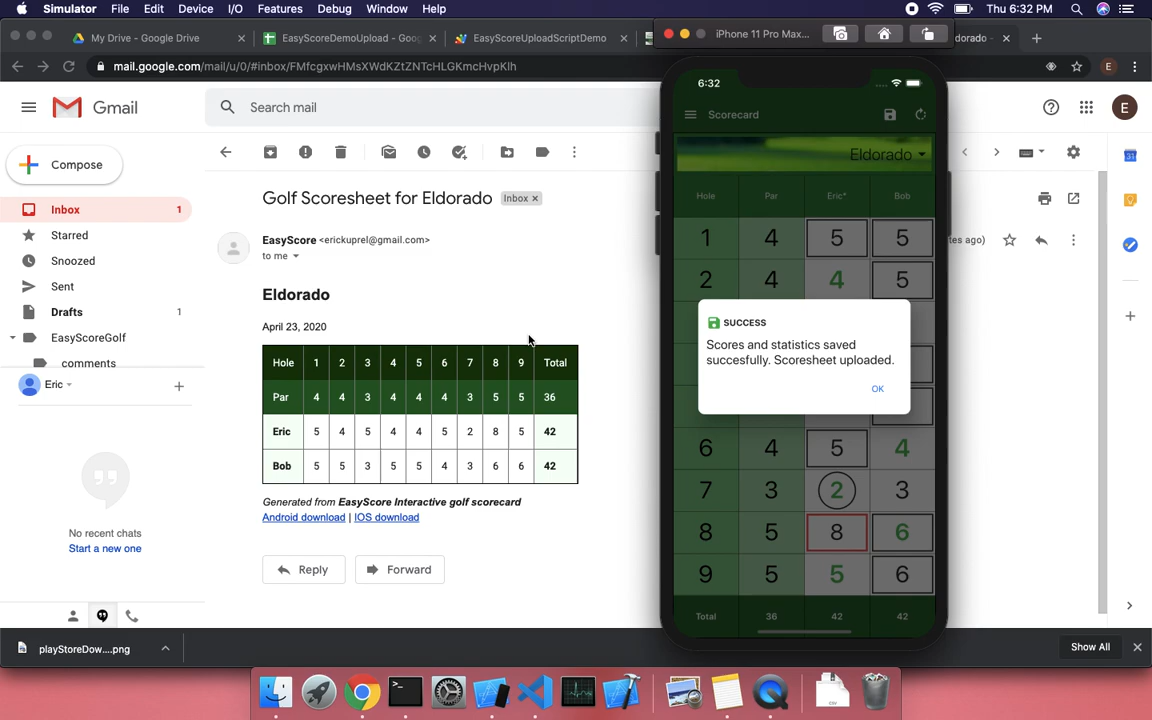 Simulator File Edit Device I/O Features Debug Window Help Thu 6:32 PM
My Drive - Google Drive EasyScoreDemoUpload - Goog EasyScoreUploadScriptDemo dorado -
iPhone 11 Pro Max...
mail.google.com/mail/u/0/#inbox/FMfcgxwHMsXWdKZtZNTcHLGKmcHvpKlh E
Gmail Search mail E
Compose
Inbox 1
Starred
Snoozed
Sent
Drafts 1
EasyScoreGolf
comments
Eric
No recent chats
Start a new one
Golf Scoresheet for Eldorado Inbox x
EasyScore <erickuprel@gmail.com> tes ago)
to me
Eldorado
April 23, 2020
Hole 1 2 3 4 5 6 7 8 9 Total
Par 4 4 3 4 4 4 3 5 5 36
Eric 5 4 5 4 4 5 2 8 5 42
Bob 5 5 3 5 5 4 3 6 6 42
Generated from EasyScore Interactive golf scorecard
Android download | IOS download
Reply Forward
6:32
Scorecard
Eldorado
Hole Par Eric* Bob
1 4 5 5
2 4 4 5
SUCCESS
Scores and statistics saved
succesfully. Scoresheet uploaded.
OK
6 4 5 4
7 3 2 3
8 5 8 6
9 5 5 6
Total 36 42 42
31
playStoreDow....png Show All